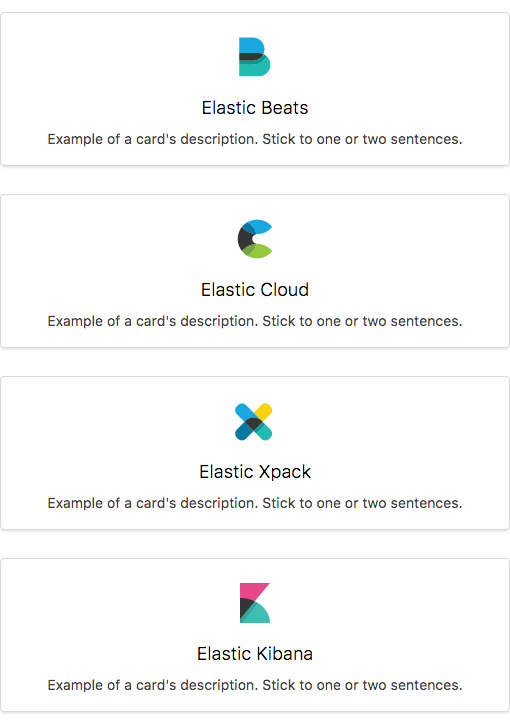 Elastic Beats
Example of a card's description. Stick to one or two sentences.
Elastic Cloud
Example of a card's description. Stick to one or two sentences.
Elastic Xpack
Example of a card's description. Stick to one or two sentences.
Elastic Kibana
Example of a card's description. Stick to one or two sentences.